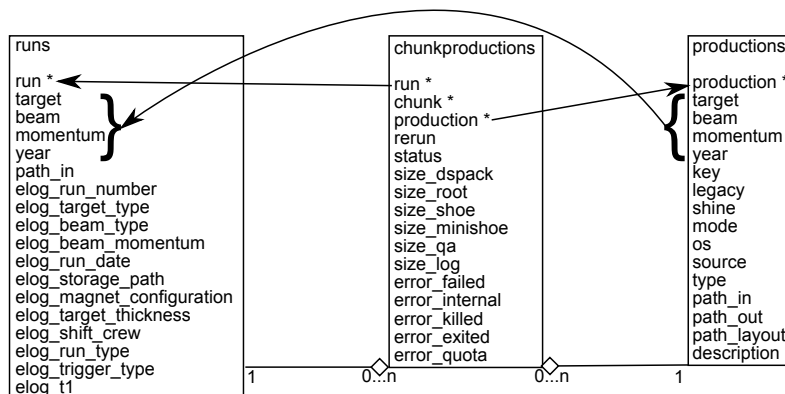 runs
run *
target
beam
momentum
year
path_in
elog_run_number
elog_target_type
elog_beam_type
elog_beam_momentum
elog_run_date
elog_storage_path
elog_magnet_configuration
elog_target_thickness
elog_shift_crew
elog_run_type
elog_trigger_type
elog_t1
chunkproductions
run *
chunk *
production *
rerun
status
size_dspack
size_root
size_shoe
size_minishoe
size_qa
size_log
error_failed
error_internal
error_killed
error_exited
error_quota
productions
production *
target
beam
momentum
year
key
legacy
shine
mode
os
source
type
path_in
path_out
path_layout
description
1
0...n
0...n
1